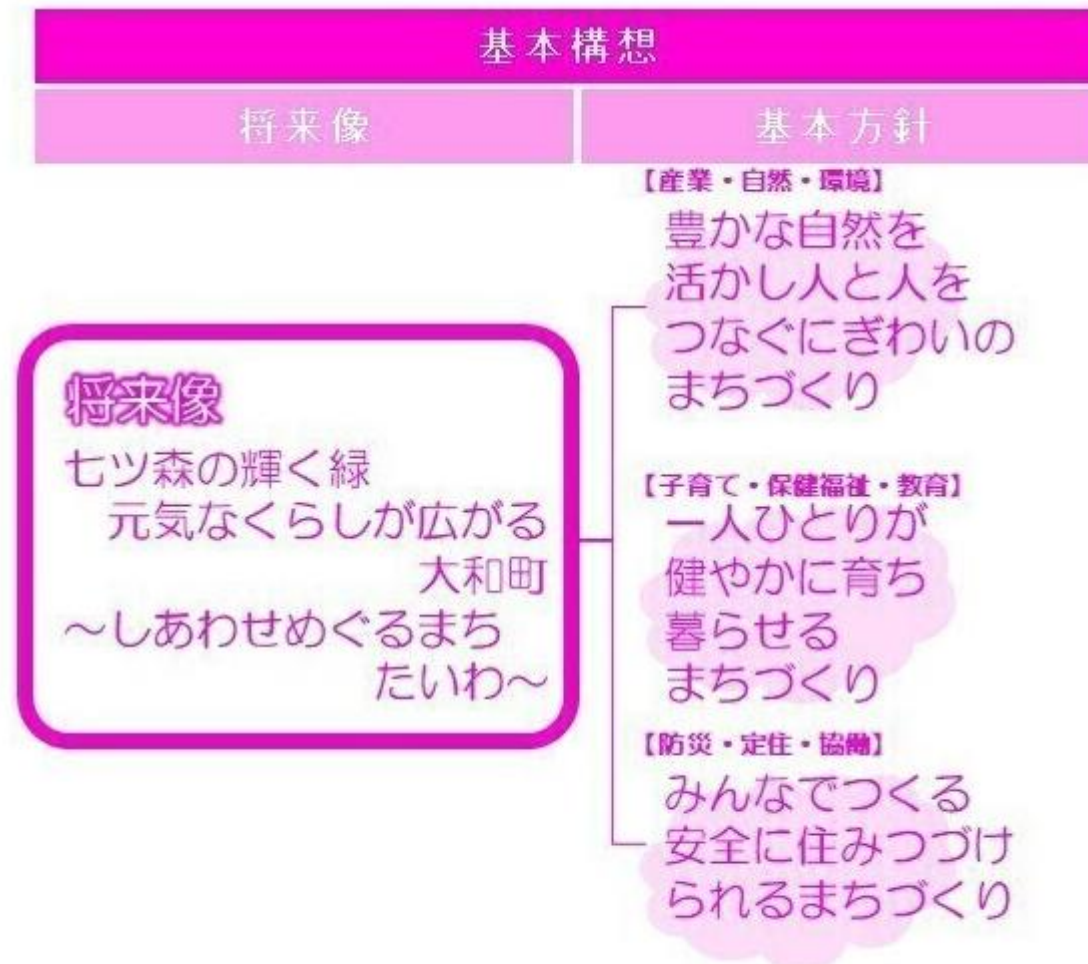 基本構想
将来像
基本方針
将来像
七ツ森の輝く緑
元気なくらしが広がる
大和町
～しあわせめぐるまち
たいわ～
【産業・自然・環境】
豊かな自然を
活かし人と人を
つなぐにぎわいの
まちづくり
【子育て・保健福祉・教育】
一人ひとりが
健やかに育ち
暮らせる
まちづくり
【防災・定住・協働】
みんなでつくる
安全に住みつづけ
られるまちづくり